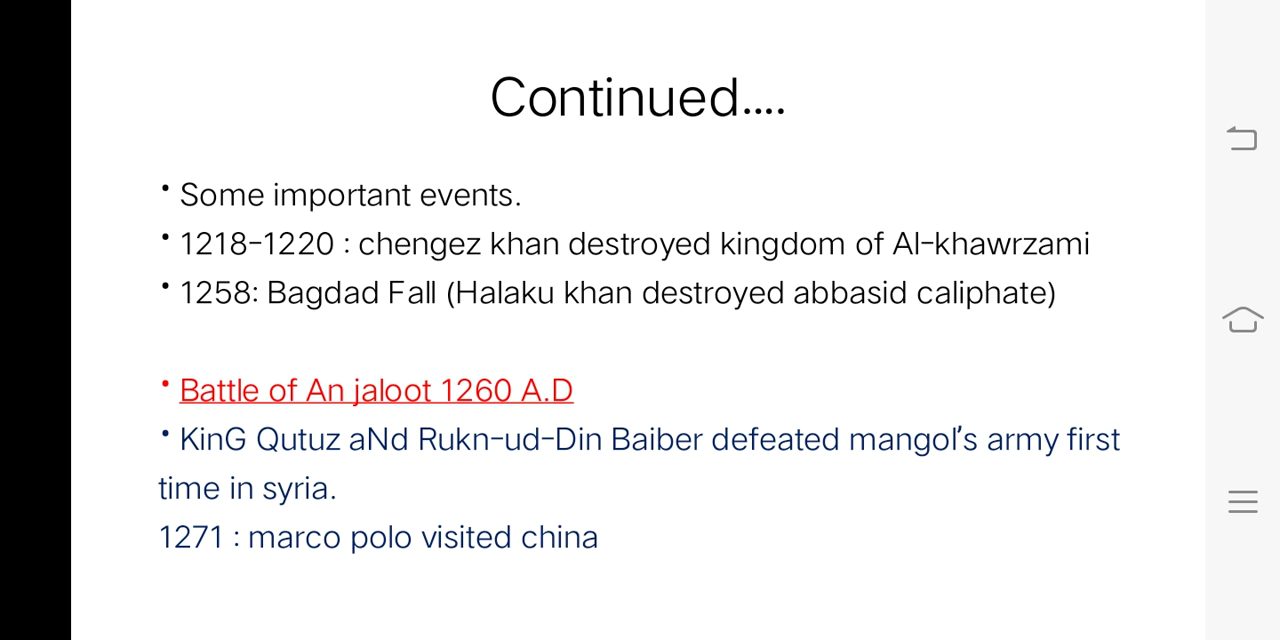 Continued....
• Some important events.
• 1218-1220 : chengez khan destroyed kingdom of Al-khawrzami
• 1258: Bagdad Fall (Halaku khan destroyed abbasid caliphate)
• Battle of An jaloot 1260 A.D
• KinG Qutuz aNd Rukn-ud-Din Baiber defeated mangol's army first
time in syria.
1271 : marco polo visited china